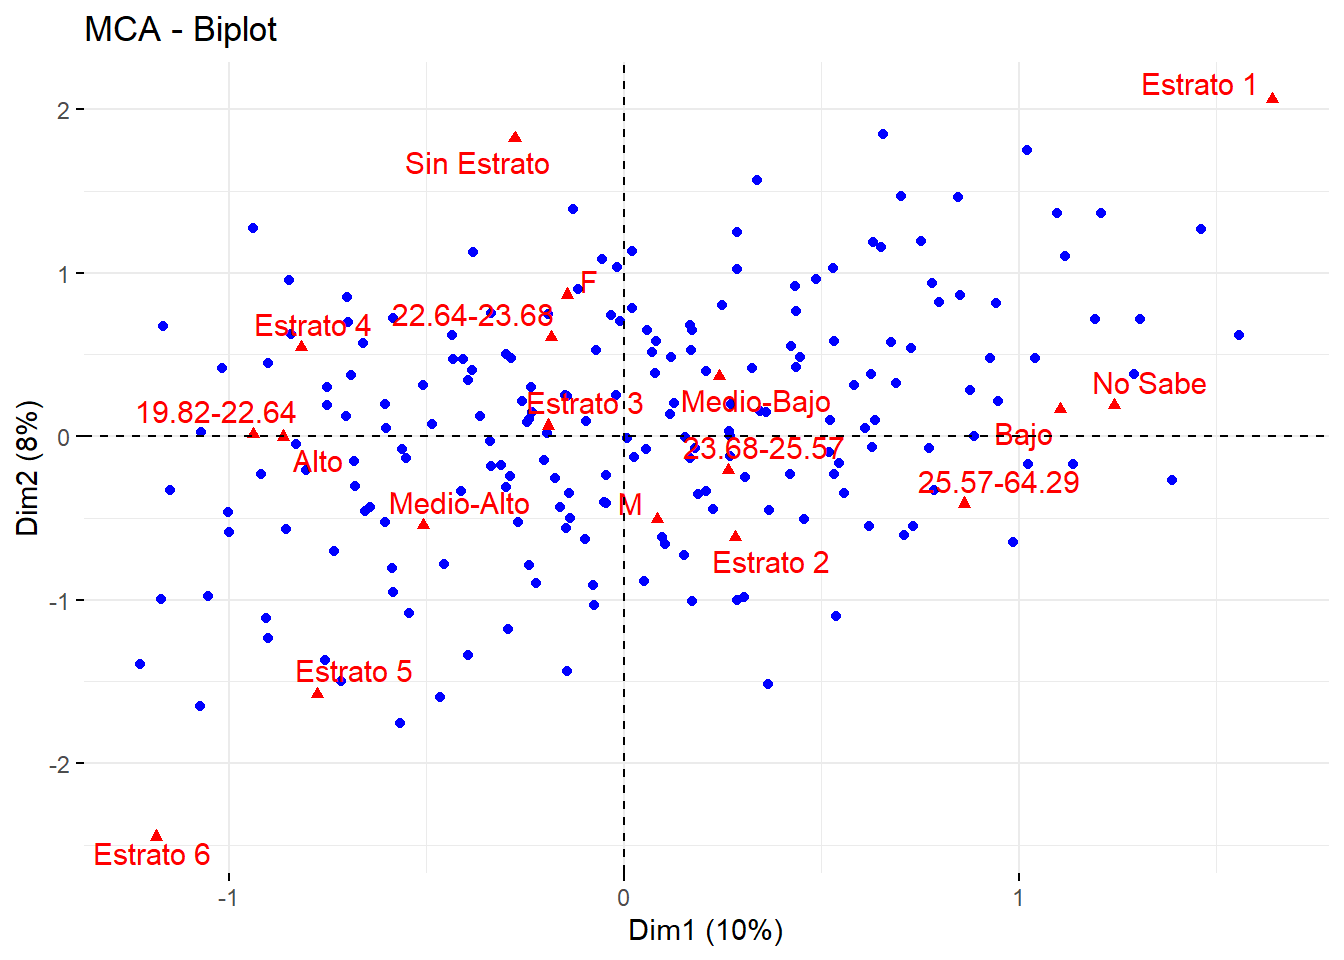 MCA - Biplot
Estrato 1
Sin Estrato
F
22.64-23.68
Estrato 4
No Sabe
Medio-Bajo
Estrato 3
19.82-22.64
Bajo
23.68-25.57
Alto
25.57-64.29
Medio-Alto
M
Estrato 2
Estrato 5
Estrato 6
2
1
0
-1
-2
Dim2 (8%)
-1
0
1
Dim1 (10%)